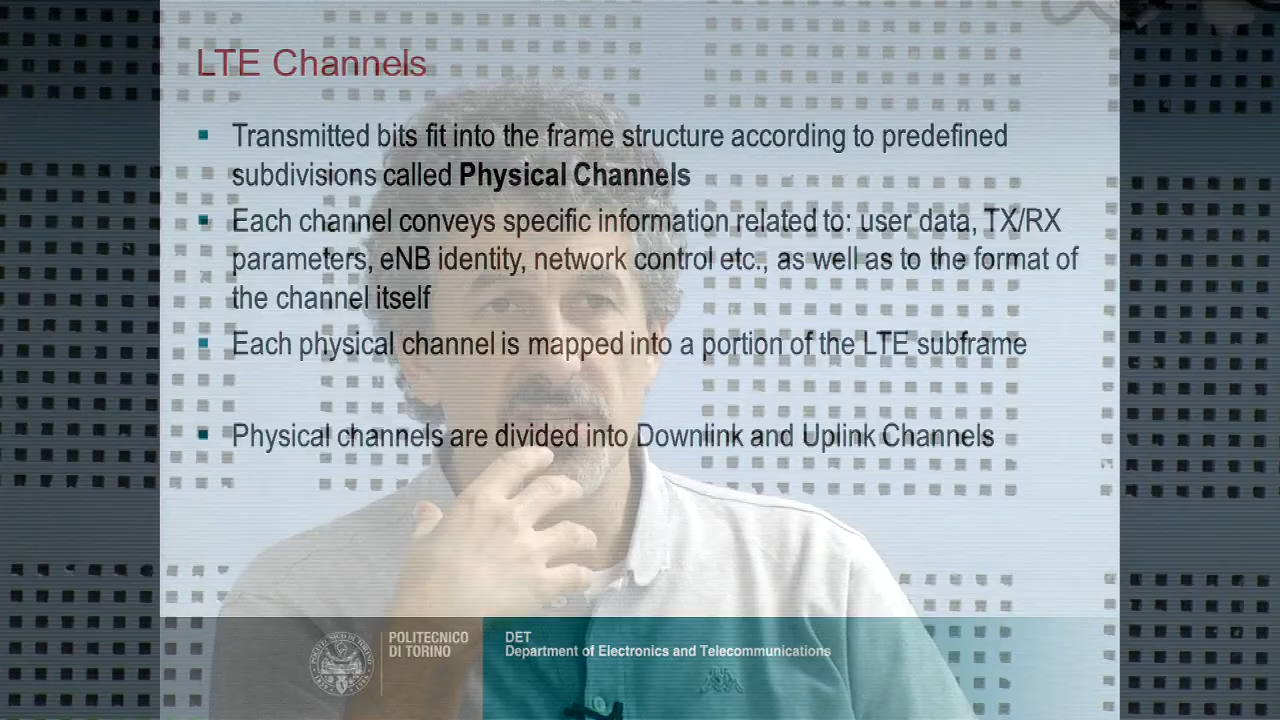 LTE Channels
Transmitted bits fit into the frame structure according to predefined
subdivisions called Physical Channels
Each channel conveys specific information related to: user data, TX/RX
parameters, eNB identity, network control etc., as well as to the format of
the channel itself
Each physical channel is mapped into a portion of the LTE subframe
Physical channels are divided into Downlink and Uplink Channels
POLITECNICO
DI TORINO
DET
Department of Electronics and Telecommunications